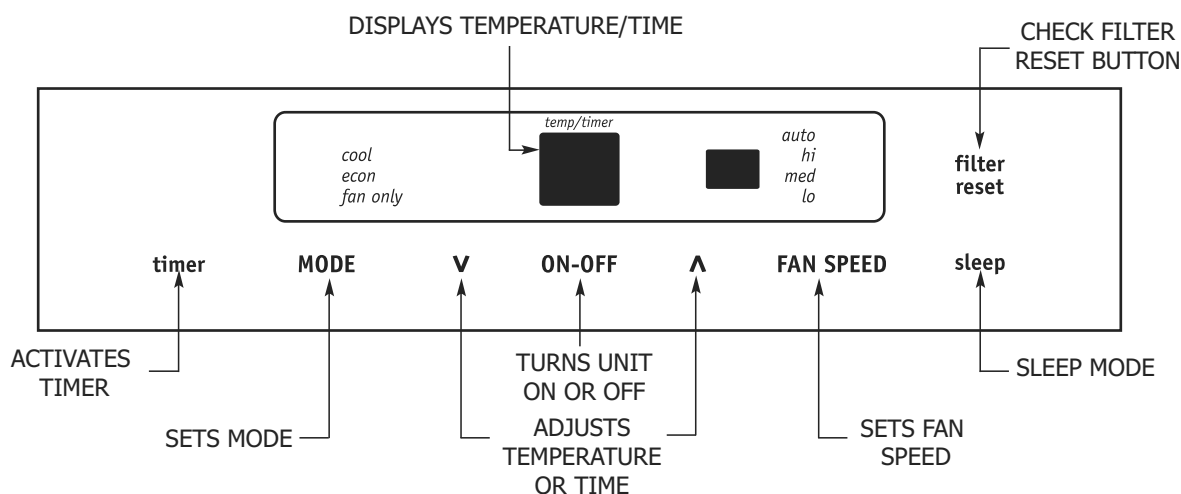 DISPLAYS TEMPERATURE/TIME
CHECK FILTER
RESET BUTTON
temp/timer
cool
econ
fan only
auto
hi
med
lo
filter
reset
timer
MODE
V
ON-OFF
Λ
FAN SPEED
sleep
ACTIVATES
TIMER
SETS MODE
TURNS UNIT
ON OR OFF
ADJUSTS
TEMPERATURE
OR TIME
SETS FAN
SPEED
SLEEP MODE